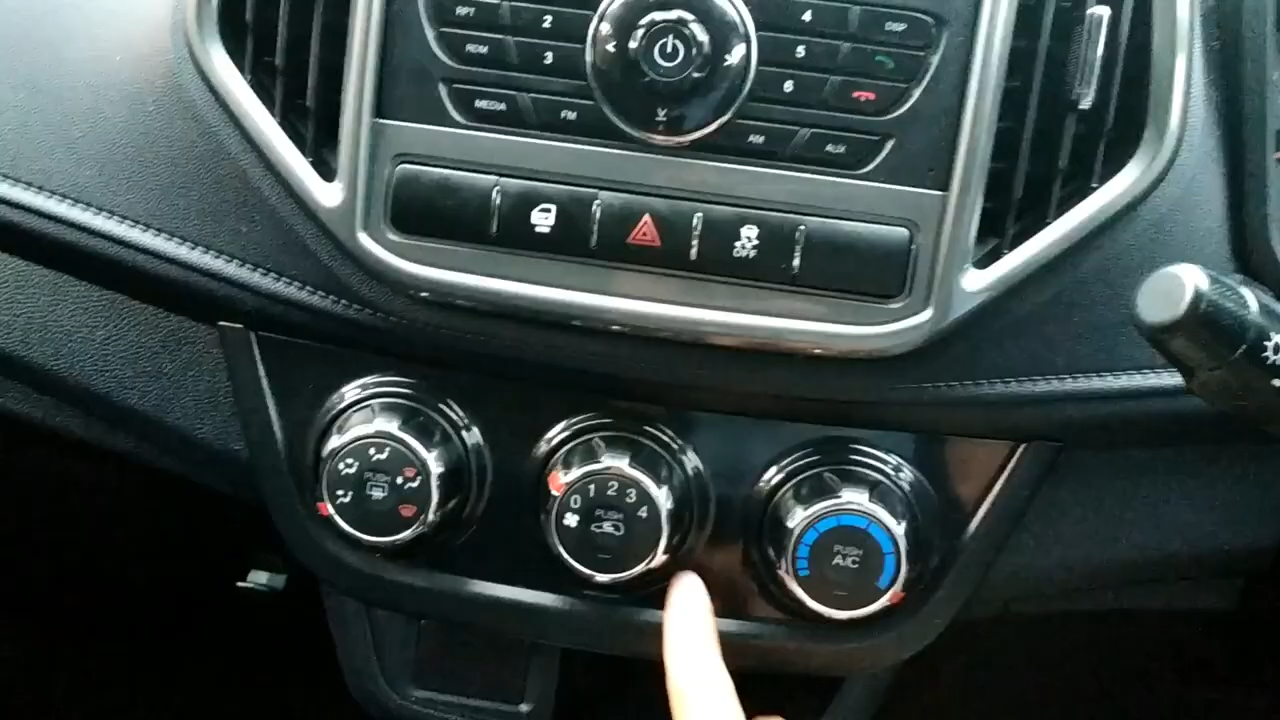 RPT 2
RDM 3
MEDIA FM
4 DSP
5
6
AM AUX
OFF
PUSH
0 1 2 3 4
PUSH
PUSH
A/C